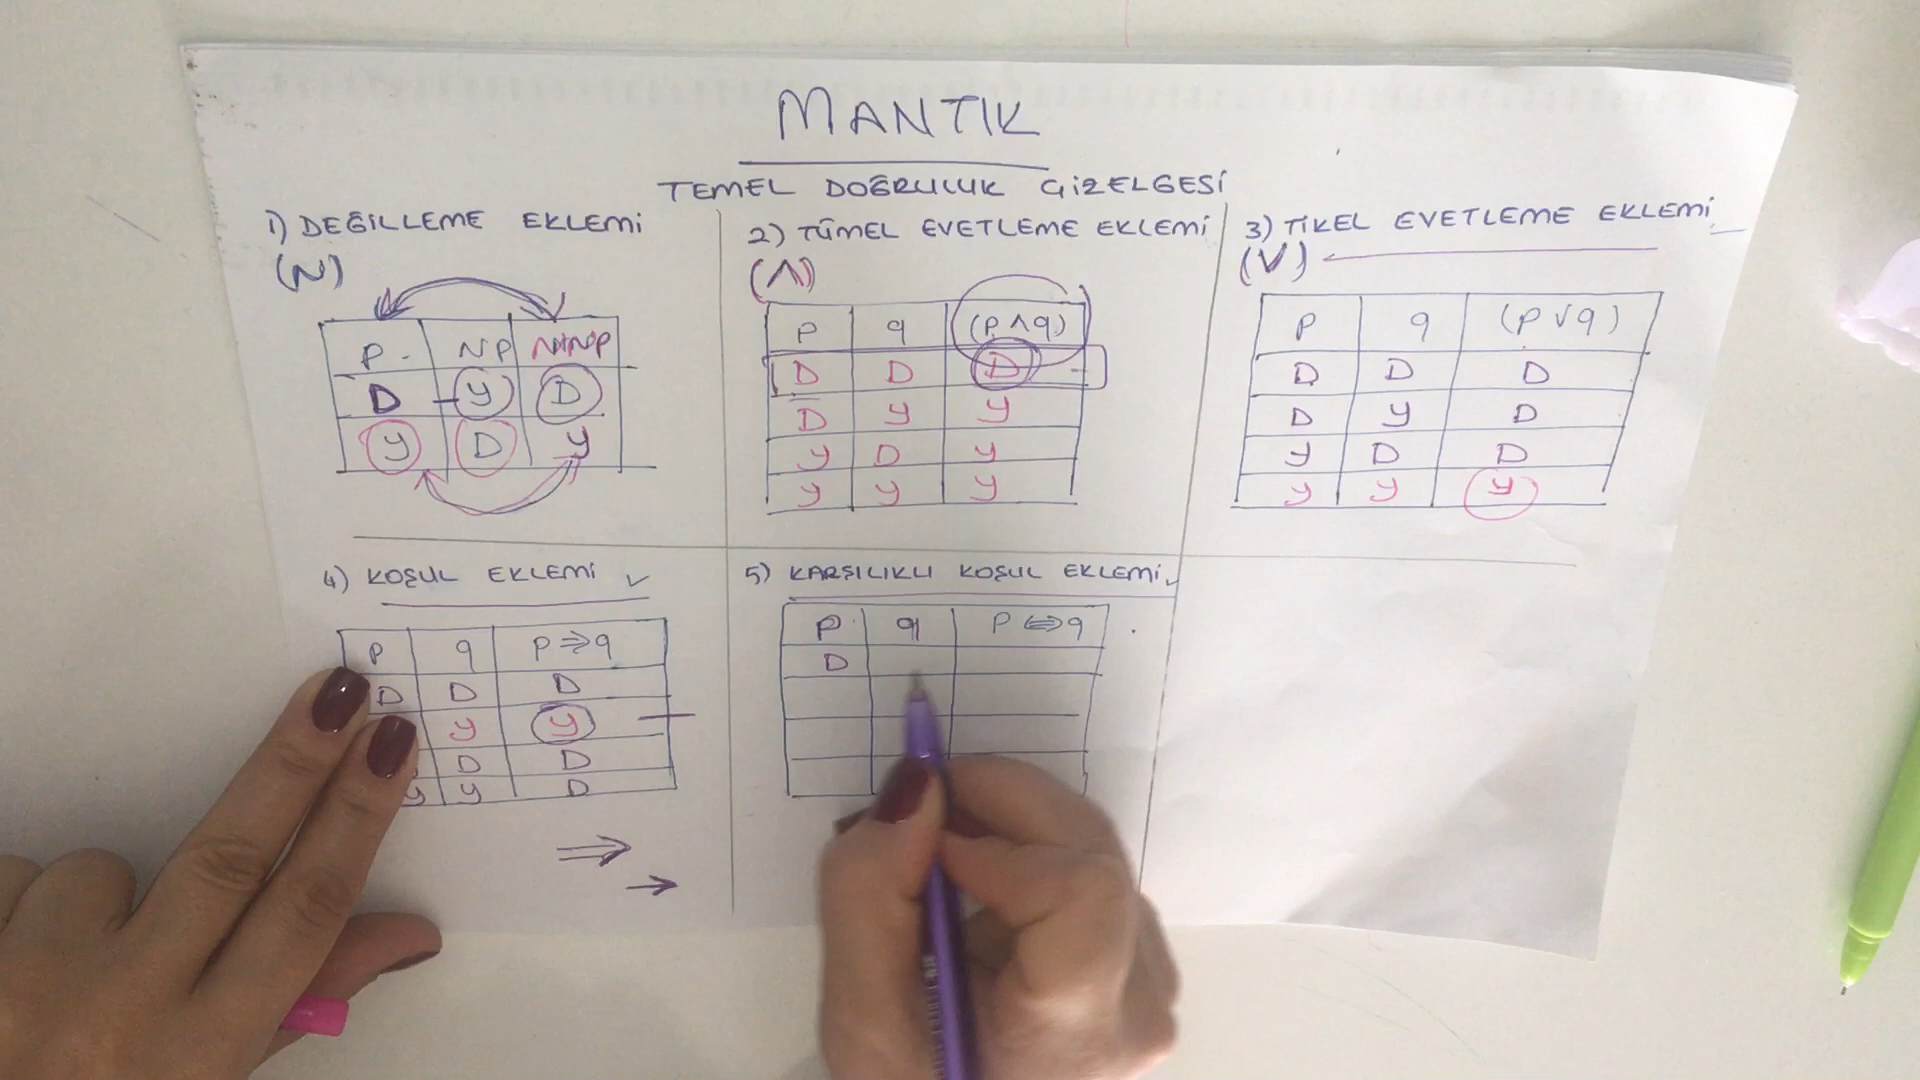 MANTIK
TEMEL DOĞRULUK ÇİZELGESİ
1) DEĞİLLEME EKLEMİ
(N)
P NP NNP
D Y D
Y D Y
2) TÜMEL EVETLEME EKLEMİ
(Λ)
P q (P Λ q)
D D D
D Y Y
Y D Y
Y Y Y
3) TİKEL EVETLEME EKLEMİ
(V)
P q (P V q)
D D D
D Y D
Y D D
Y Y Y
4) KOŞUL EKLEMİ ✓
P q P ⇒ q
D D D
Y Y
D D
Y Y D
⇒
→
5) KARŞILIKLI KOŞUL EKLEMİ ✓
P q P ⇔ q
D